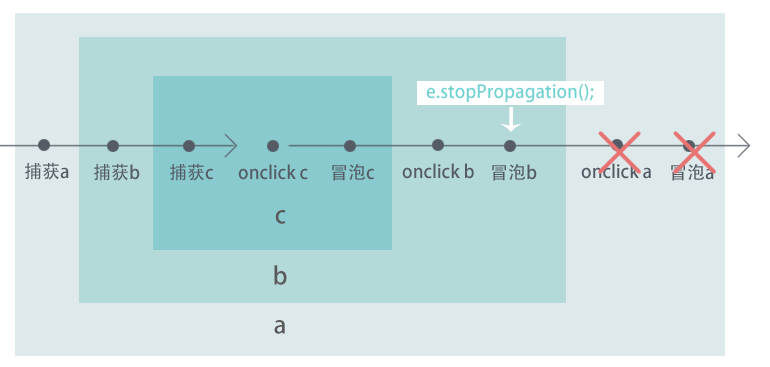 e.stopPropagation();
捕获a 捕获b 捕获c onclick c 冒泡c onclick b 冒泡b onclick a 冒泡a
c
b
a